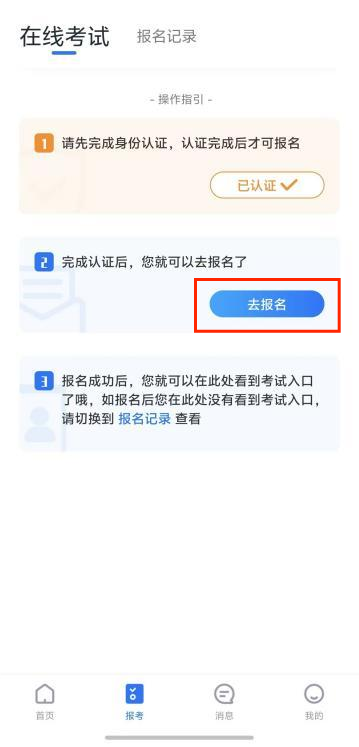 在线考试 报名记录
- 操作指引 -
1 请先完成身份认证，认证完成后才可报名
已认证
2 完成认证后，您就可以去报名了
去报名
3 报名成功后，您就可以在此处看到考试入口
了哦，如报名后您在此处没有看到考试入口，
请切换到 报名记录 查看
首页 报考 消息 我的